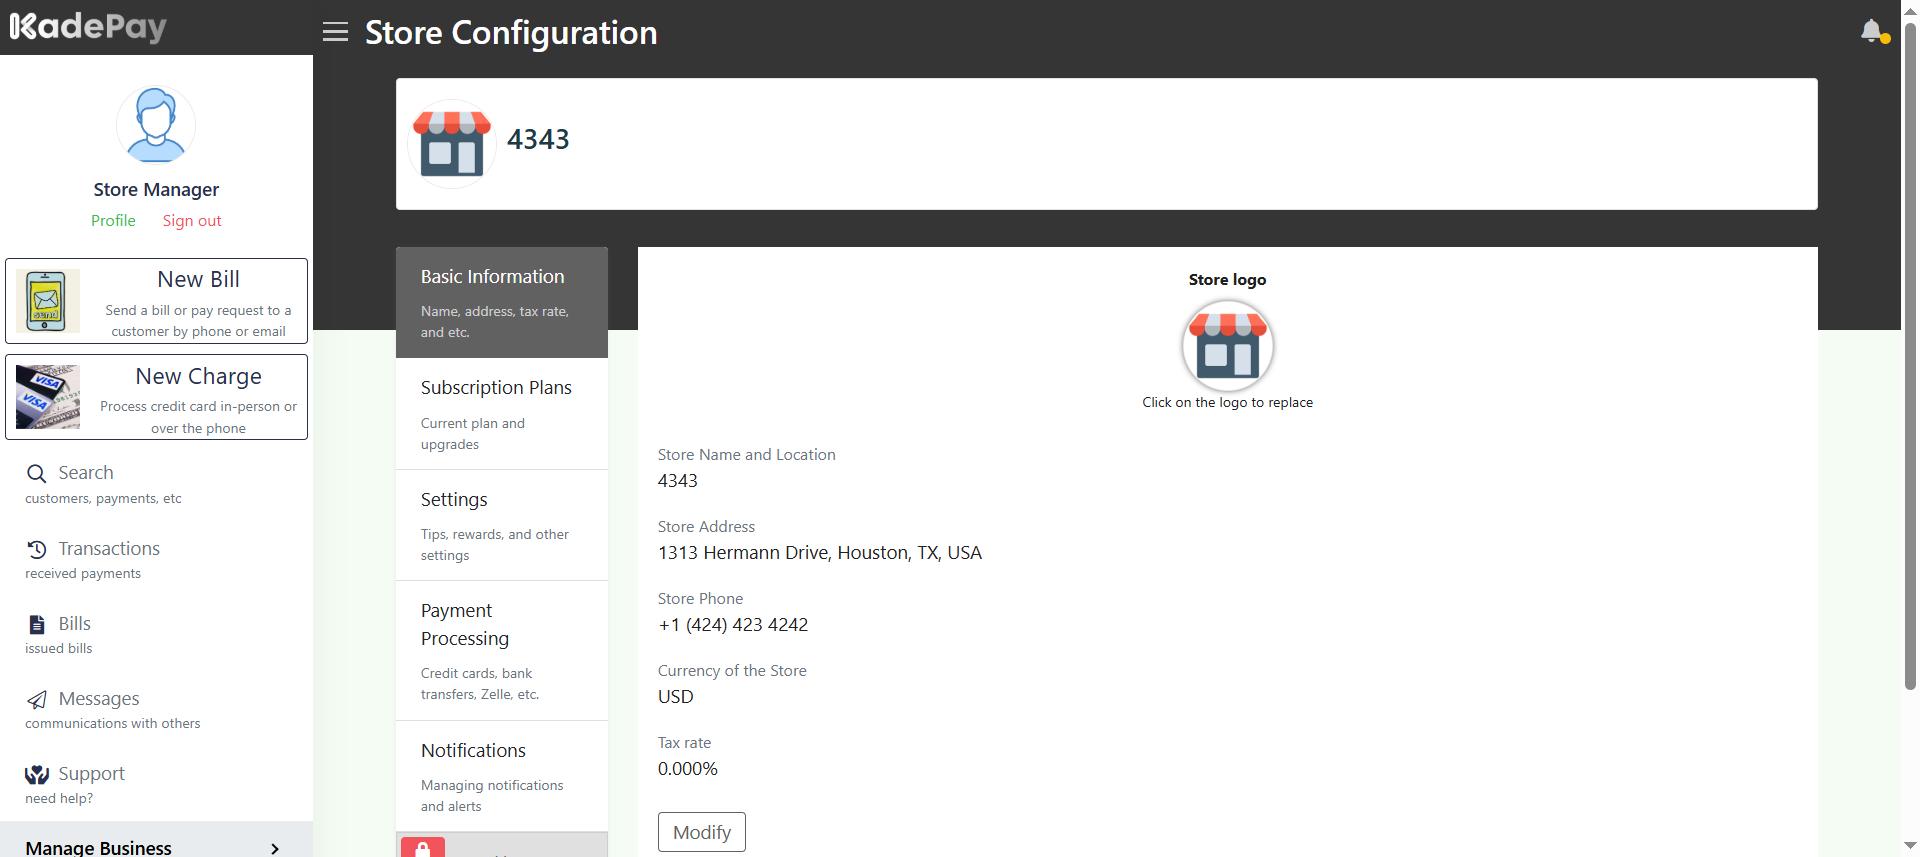 KadePay
Store Configuration
4343
Store Manager
Profile
Sign out
New Bill
Send a bill or pay request to a
customer by phone or email
send
New Charge
Process credit card in-person or
over the phone
VISA
VISA
Search
customers, payments, etc
Transactions
received payments
Bills
issued bills
Messages
communications with others
Support
need help?
Manage Business
Basic Information
Name, address, tax rate,
and etc.
Subscription Plans
Current plan and
upgrades
Settings
Tips, rewards, and other
settings
Payment
Processing
Credit cards, bank
transfers, Zelle, etc.
Notifications
Managing notifications
and alerts
Store logo
Click on the logo to replace
Store Name and Location
4343
Store Address
1313 Hermann Drive, Houston, TX, USA
Store Phone
+1 (424) 423 4242
Currency of the Store
USD
Tax rate
0.000%
Modify